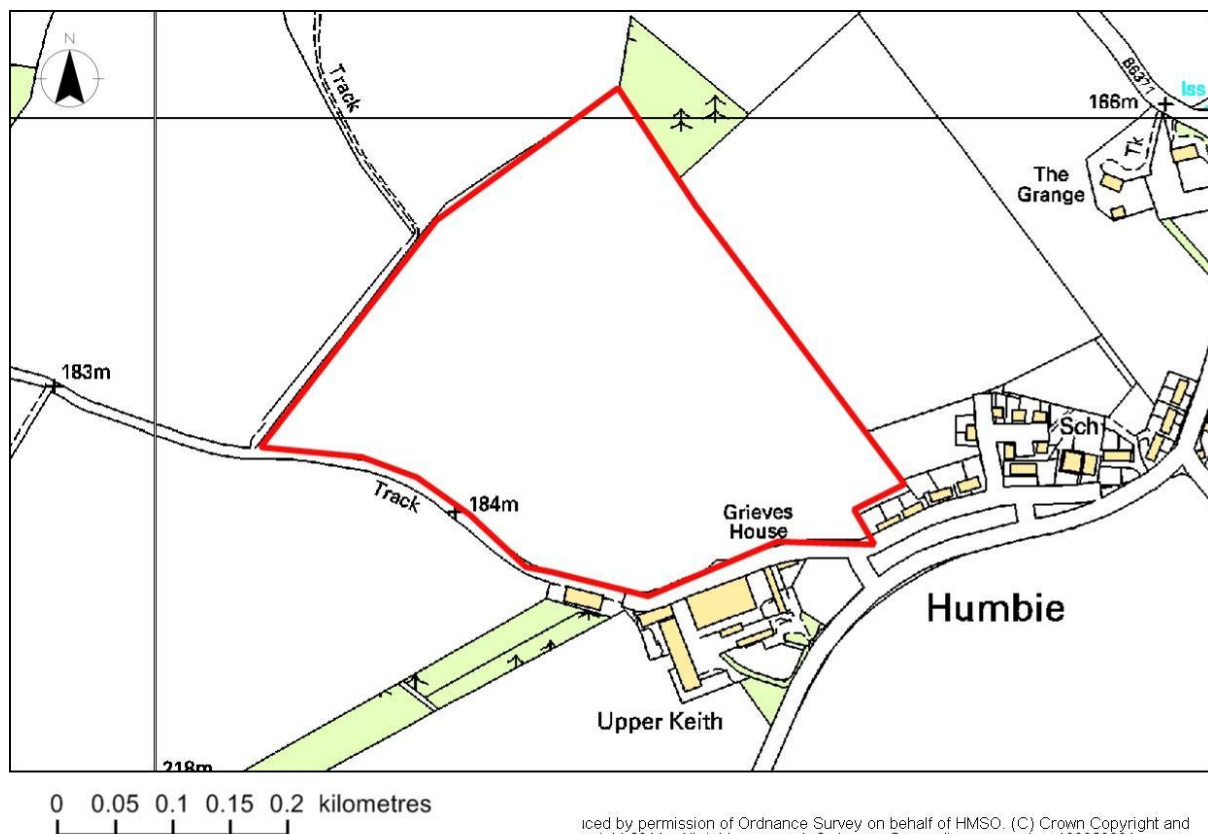 N
Track
B6371
Iss
166m
Tk
The
Grange
183m
Sch
Track
184m
Grieves
House
Humbie
Upper Keith
218m
0 0.05 0.1 0.15 0.2 kilometres
iced by permission of Ordnance Survey on behalf of HMSO. (C) Crown Copyright and